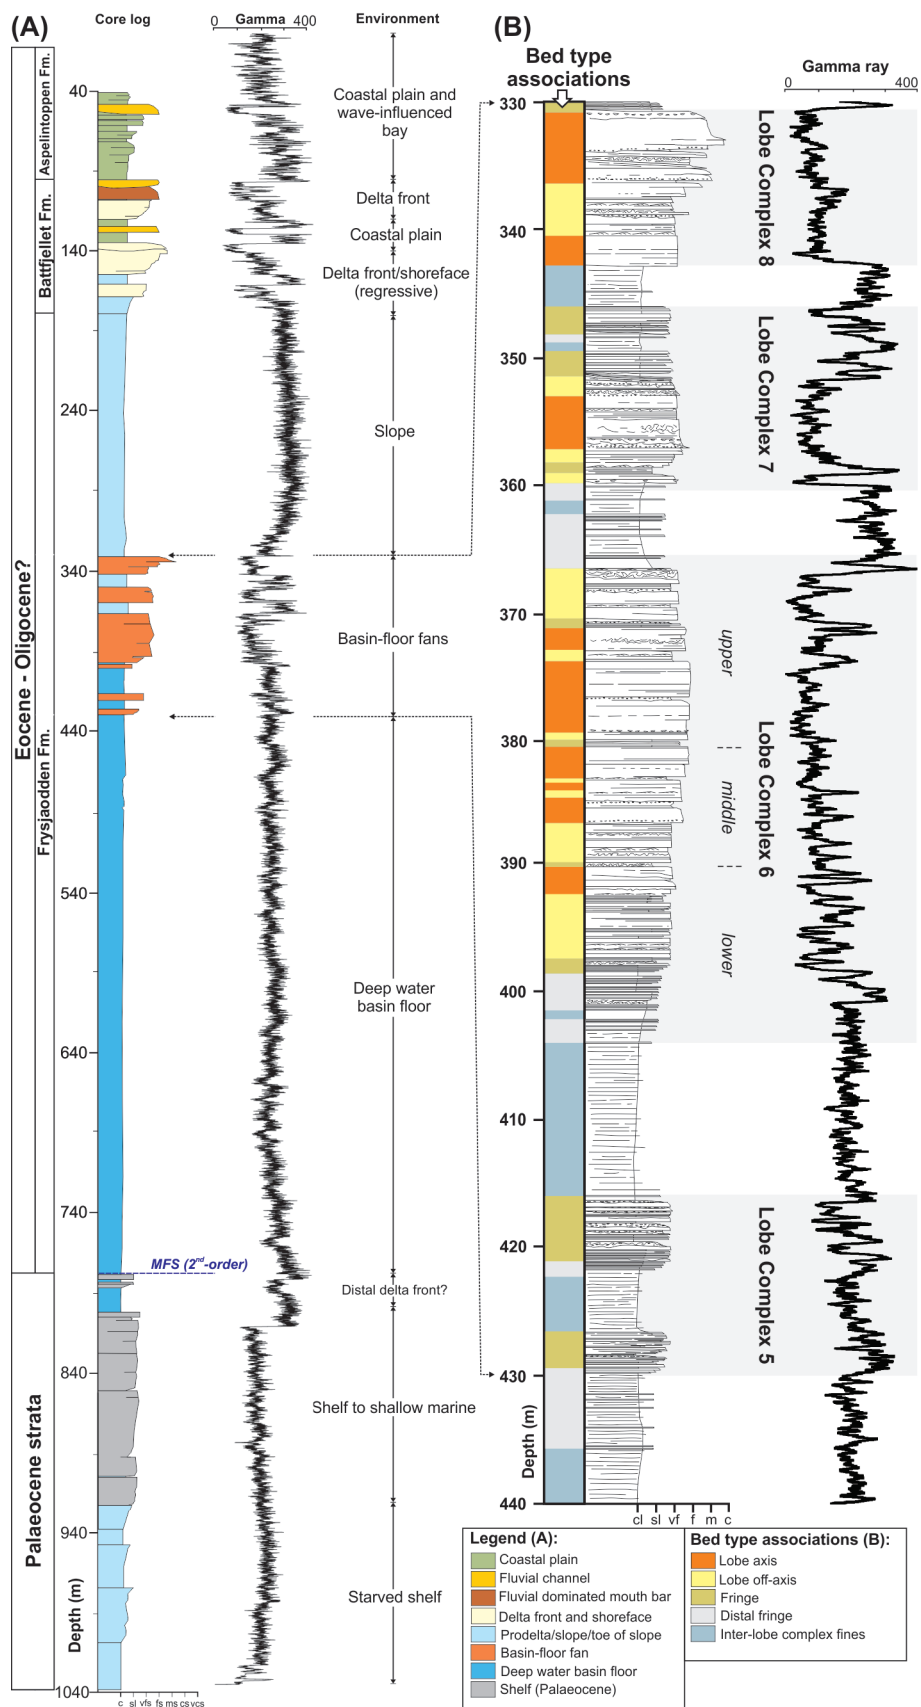 (A)
Core log
0 Gamma 400
Environment
Eocene - Oligocene?
Palaeocene strata
Aspelintoppen Fm.
Battfjellet Fm.
Frysjaodden Fm.
Depth (m)
40
140
240
340
440
540
640
740
840
940
1040
MFS (2nd-order)
c sl vfs fs ms cs vcs
Coastal plain and
wave-influenced
bay
Delta front
Coastal plain
Delta front/shoreface
(regressive)
Slope
Basin-floor fans
Deep water
basin floor
Distal delta front?
Shelf to shallow marine
Starved shelf
(B)
Bed type
associations
Gamma ray
0 400
330
340
350
360
370
380
390
400
410
420
430
440
Depth (m)
cl sl vf f m c
Lobe Complex 8
Lobe Complex 7
Lobe Complex 6
upper
middle
lower
Lobe Complex 5
Legend (A):
Coastal plain
Fluvial channel
Fluvial dominated mouth bar
Delta front and shoreface
Prodelta/slope/toe of slope
Basin-floor fan
Deep water basin floor
Shelf (Palaeocene)
Bed type associations (B):
Lobe axis
Lobe off-axis
Fringe
Distal fringe
Inter-lobe complex fines